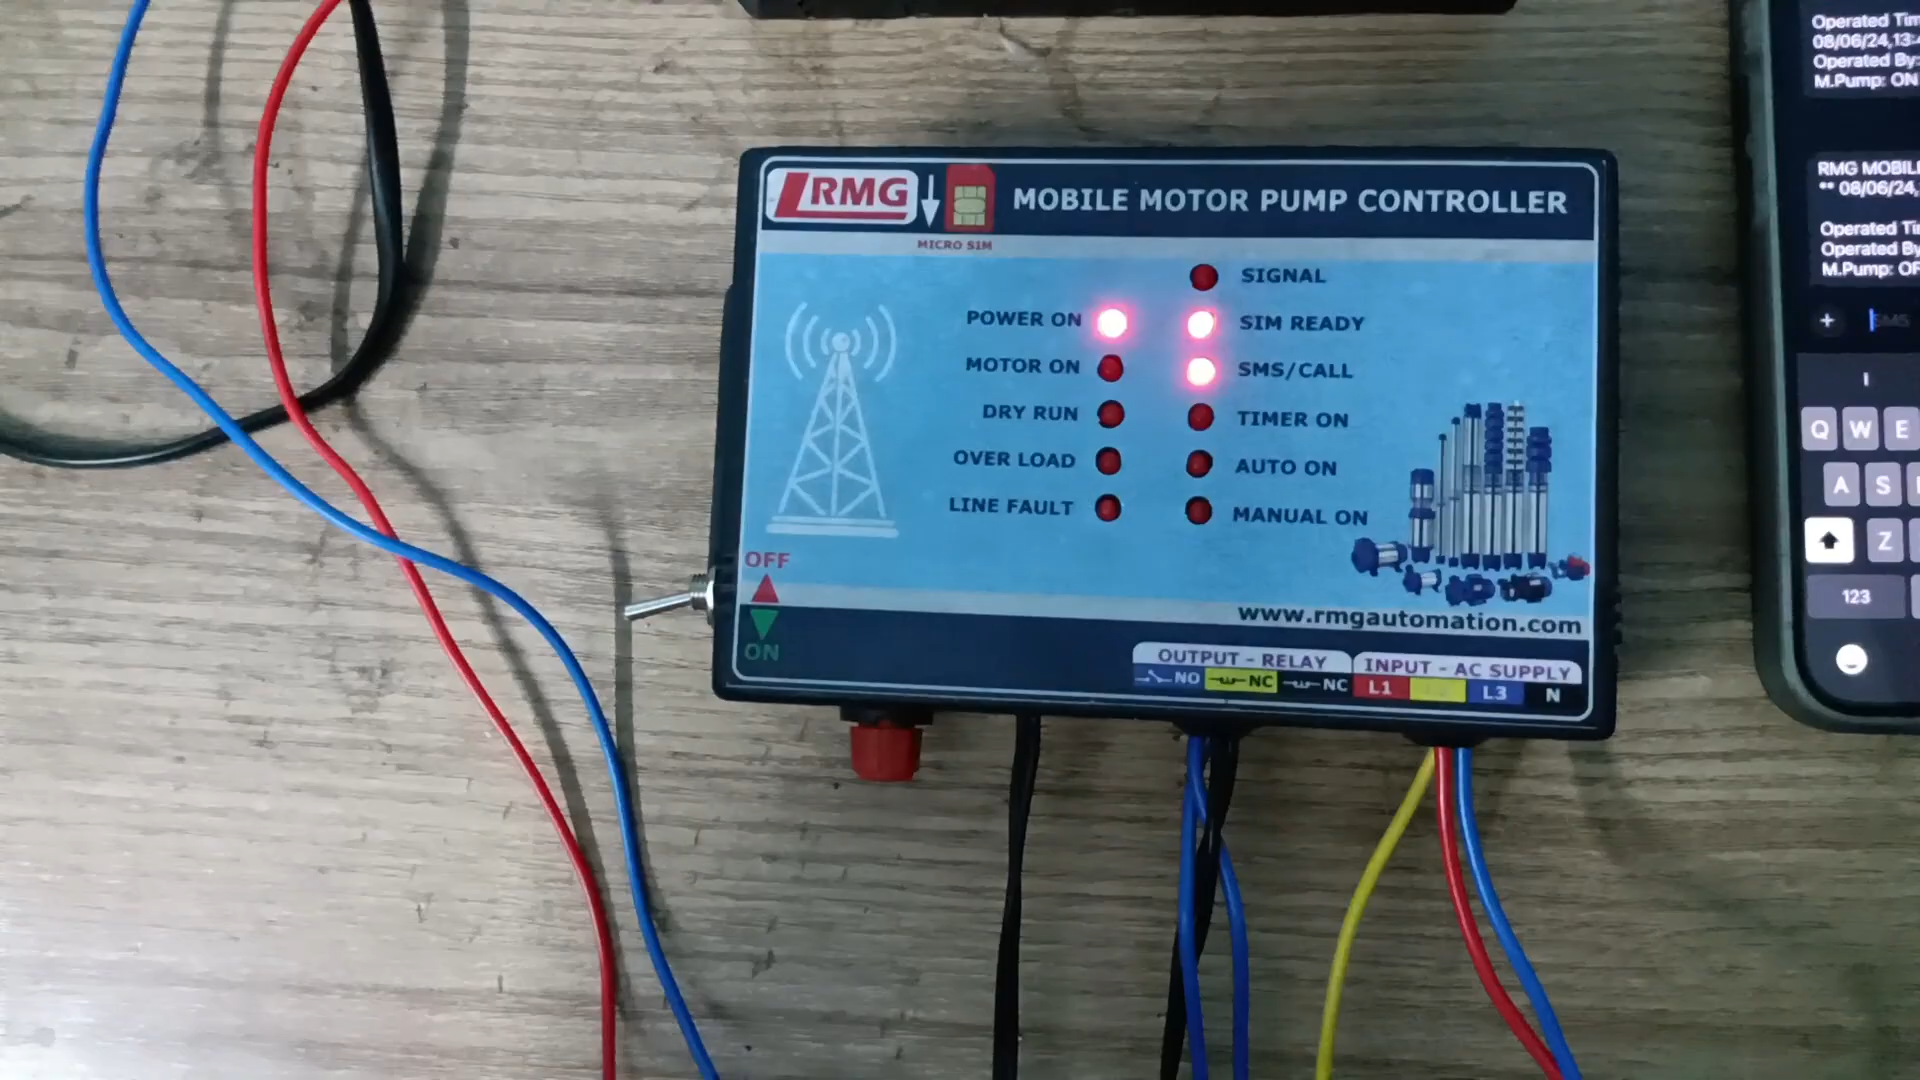 Operated Tim
08/06/24,13:
Operated By:
M.Pump: ON
RMG MOBIL
** 08/06/24,
Operated Ti
Operated By
M.Pump: OF
RMG
MICRO SIM
MOBILE MOTOR PUMP CONTROLLER
SIGNAL
POWER ON
SIM READY
MOTOR ON
SMS/CALL
DRY RUN
TIMER ON
OVER LOAD
AUTO ON
LINE FAULT
MANUAL ON
OFF
ON
www.rmgautomation.com
OUTPUT - RELAY
INPUT - AC SUPPLY
NO NC NC L1 L3 N
I
Q W E
A S
Z
123